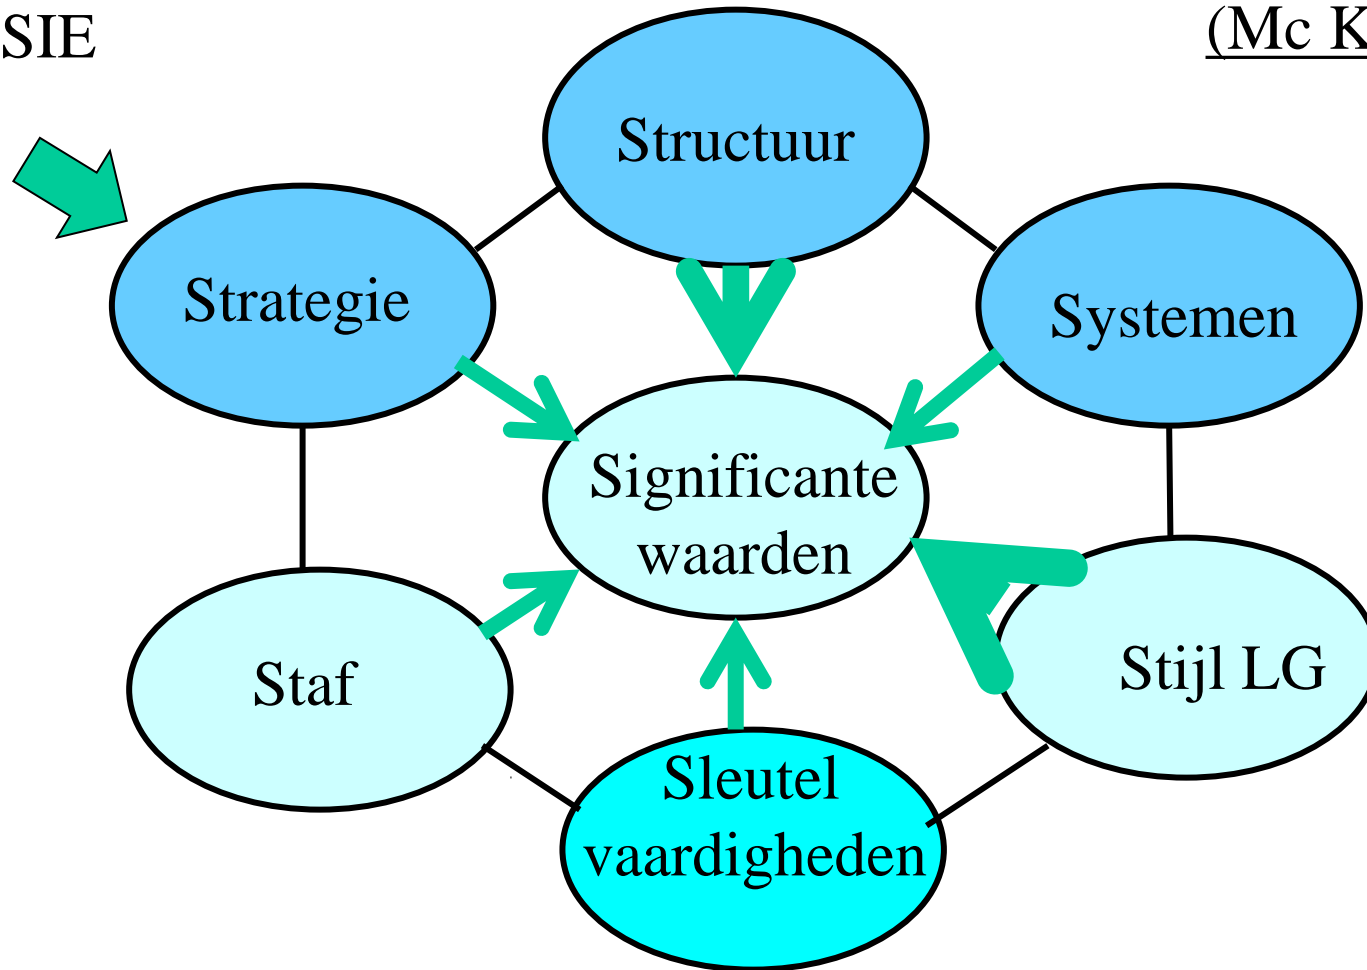 SIE
(Mc K
Structuur
Strategie
Systemen
Significante
waarden
Staf
Stijl LG
Sleutel
vaardigheden